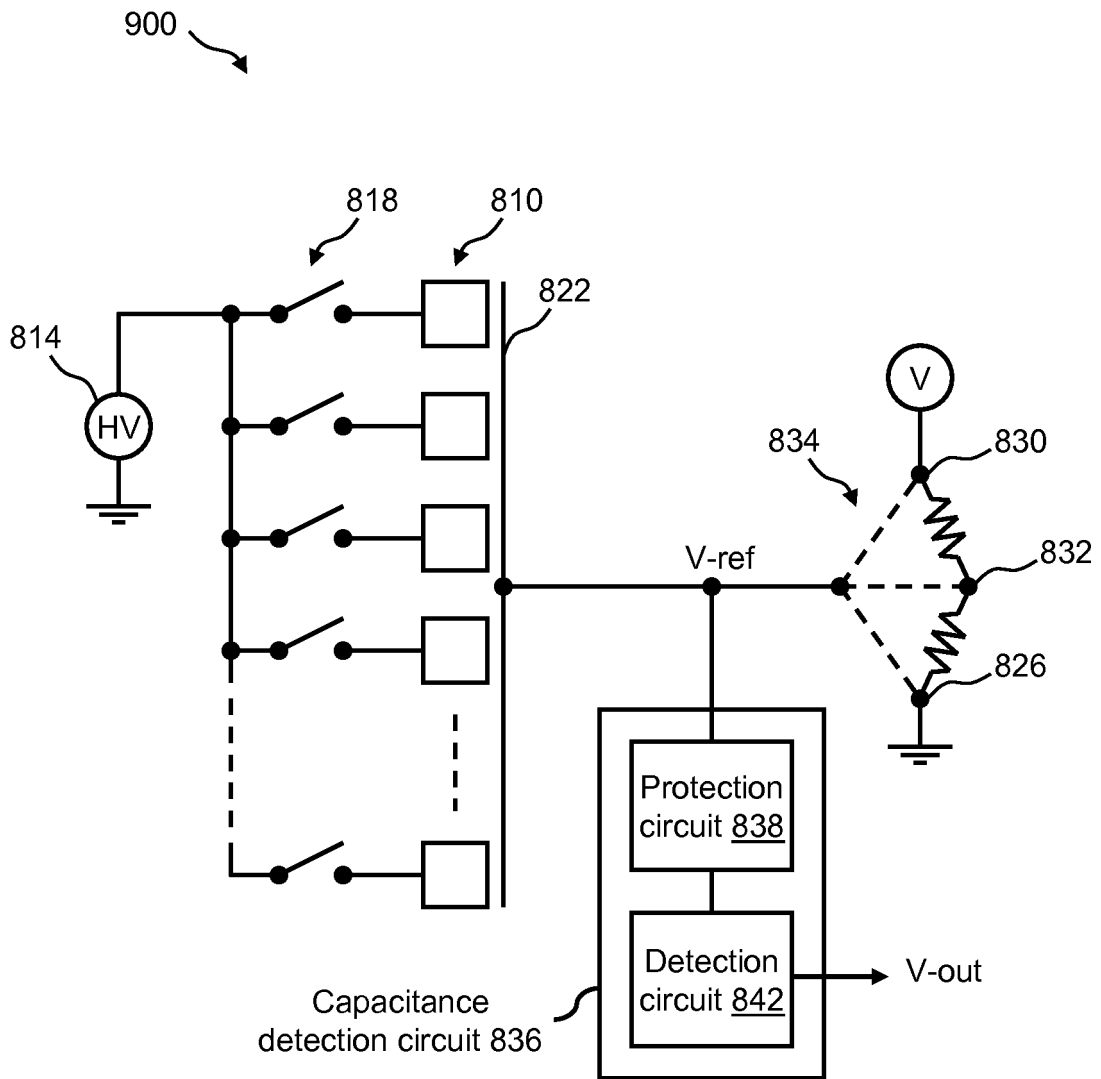 900
818
810
822
814
HV
V
834
830
V-ref
832
826
Protection
circuit 838
Detection
circuit 842
V-out
Capacitance
detection circuit 836